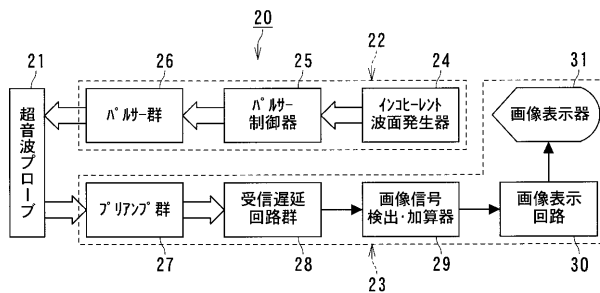 20
21
26
25
22
24
31
超音波プローブ
パルサー群
パルサー
制御器
インコヒーレント
波面発生器
画像表示器
プリアンプ群
受信遅延
回路群
画像信号
検出・加算器
画像表示
回路
27
28
23
29
30